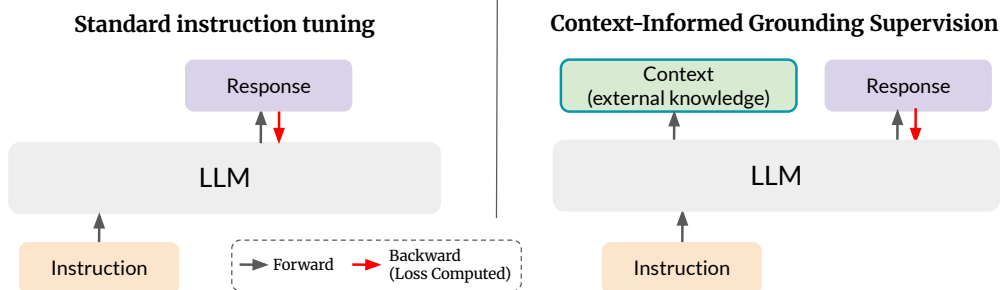 Standard instruction tuning
Response
LLM
Instruction
Forward
Backward
(Loss Computed)
Context-Informed Grounding Supervision
Context
(external knowledge)
Response
LLM
Instruction